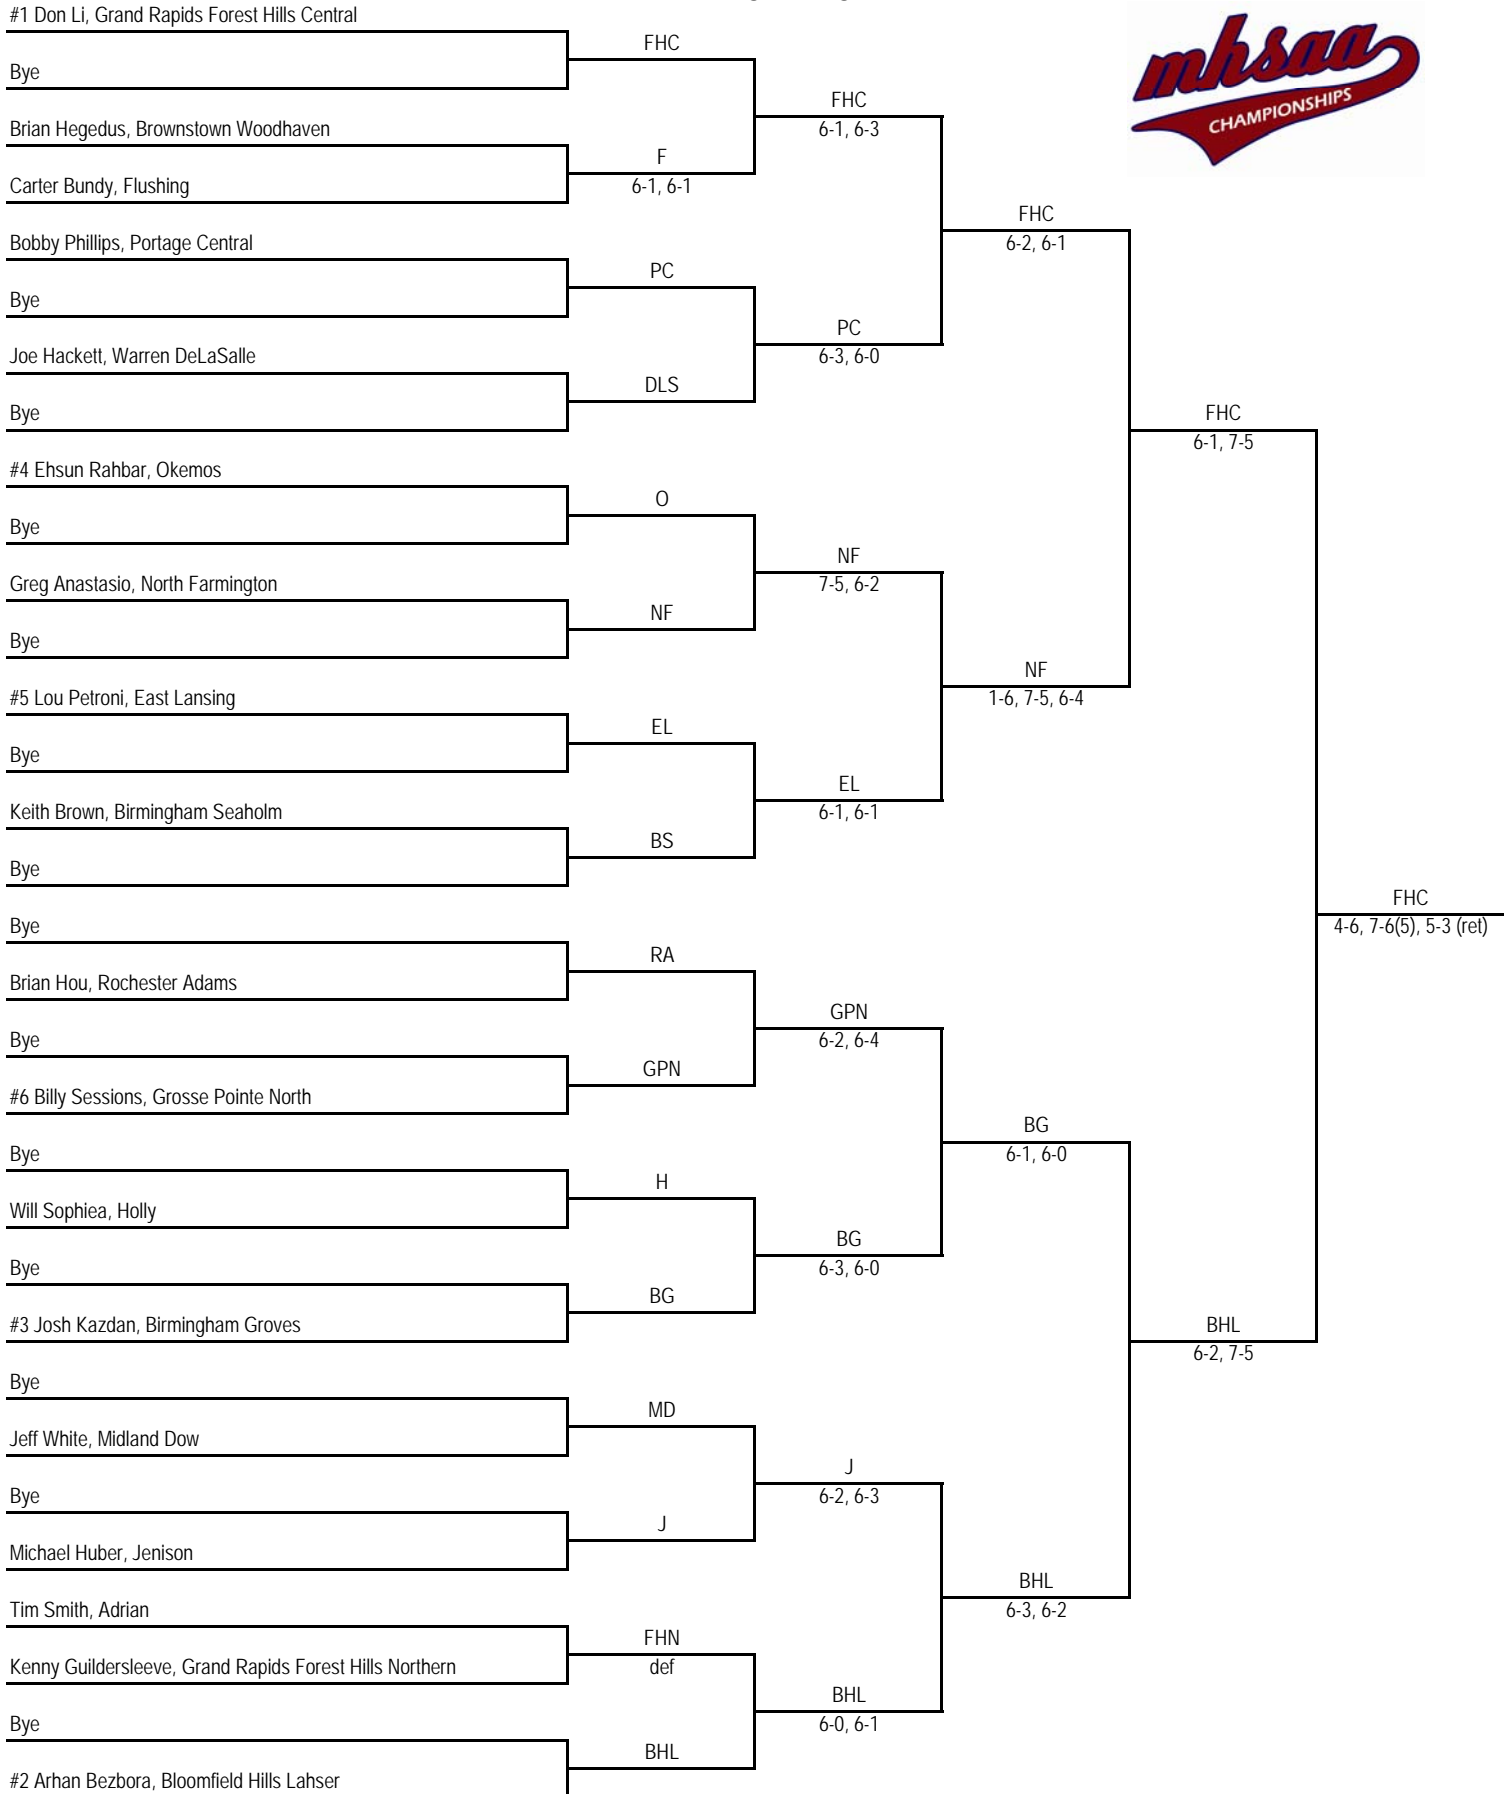 #1 Don Li, Grand Rapids Forest Hills Central
Bye
Brian Hegedus, Brownstown Woodhaven
Carter Bundy, Flushing
Bobby Phillips, Portage Central
Bye
Joe Hackett, Warren DeLaSalle
Bye
#4 Ehsun Rahbar, Okemos
Bye
Greg Anastasio, North Farmington
Bye
#5 Lou Petroni, East Lansing
Bye
Keith Brown, Birmingham Seaholm
Bye
Bye
Brian Hou, Rochester Adams
Bye
#6 Billy Sessions, Grosse Pointe North
Bye
Will Sophiea, Holly
Bye
#3 Josh Kazdan, Birmingham Groves
Bye
Jeff White, Midland Dow
Bye
Michael Huber, Jenison
Tim Smith, Adrian
Kenny Guildersleeve, Grand Rapids Forest Hills Northern
Bye
#2 Arhan Bezbora, Bloomfield Hills Lahser
FHC
F
6-1, 6-1
PC
DLS
O
NF
EL
BS
RA
GPN
H
BG
MD
J
FHN
def
BHL
FHC
6-1, 6-3
PC
6-3, 6-0
NF
7-5, 6-2
EL
6-1, 6-1
GPN
6-2, 6-4
BG
6-3, 6-0
J
6-2, 6-3
BHL
6-0, 6-1
FHC
6-2, 6-1
NF
1-6, 7-5, 6-4
BG
6-1, 6-0
BHL
6-3, 6-2
FHC
6-1, 7-5
BHL
6-2, 7-5
FHC
4-6, 7-6(5), 5-3 (ret)
mhsaa
CHAMPIONSHIPS